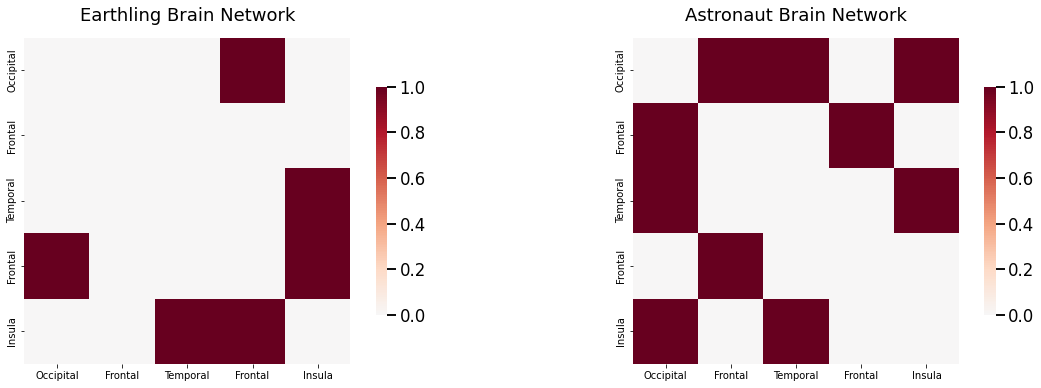 Earthling Brain Network
Astronaut Brain Network
Occipital
Frontal
Temporal
Frontal
Insula
Occipital Frontal Temporal Frontal Insula
1.0
0.8
0.6
0.4
0.2
0.0
Occipital
Frontal
Temporal
Frontal
Insula
Occipital Frontal Temporal Frontal Insula
1.0
0.8
0.6
0.4
0.2
0.0